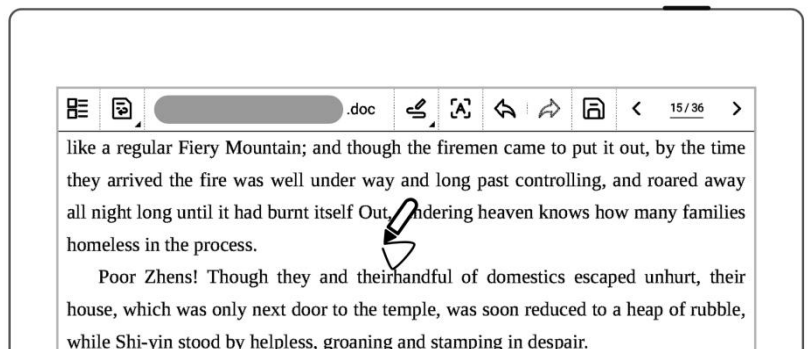 .doc
15/36
like a regular Fiery Mountain; and though the firemen came to put it out, by the time
they arrived the fire was well under way and long past controlling, and roared away
all night long until it had burnt itself Out, ndering heaven knows how many families
homeless in the process.
Poor Zhens! Though they and theirhandful of domestics escaped unhurt, their
house, which was only next door to the temple, was soon reduced to a heap of rubble,
while Shi-yin stood by helpless, groaning and stamping in despair.